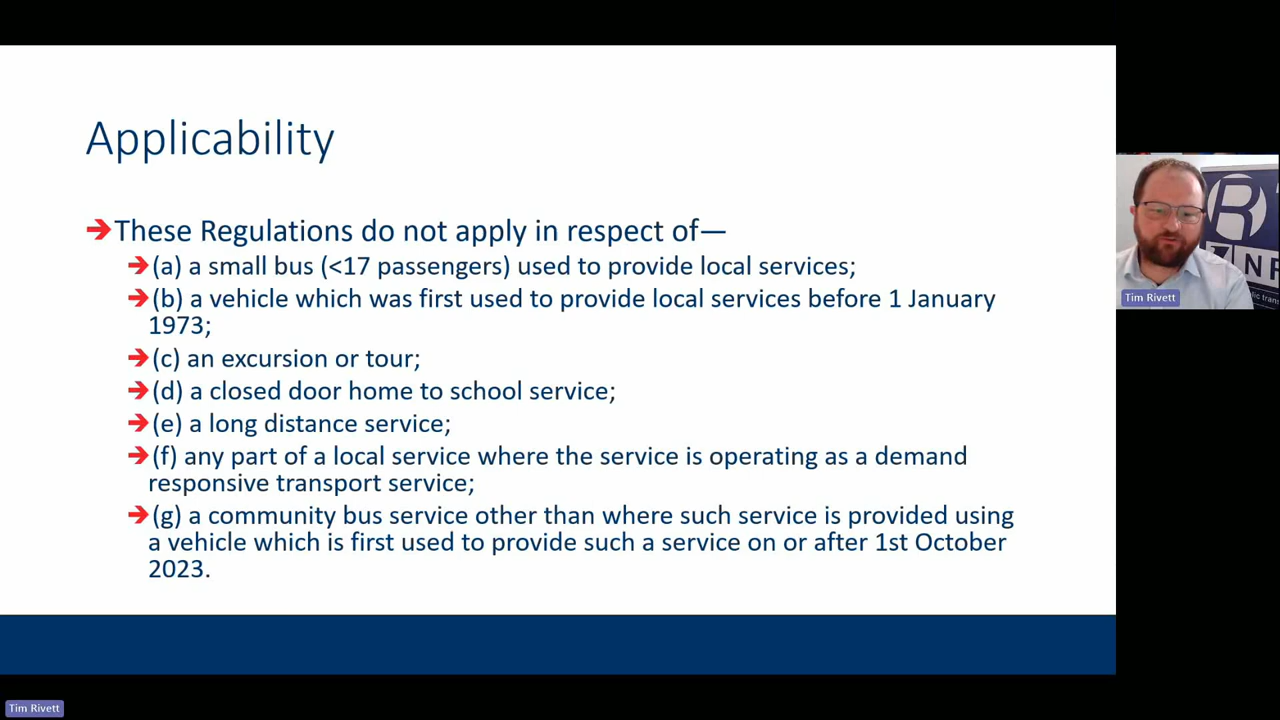 Applicability
These Regulations do not apply in respect of—
(a) a small bus (<17 passengers) used to provide local services;
(b) a vehicle which was first used to provide local services before 1 January
1973;
(c) an excursion or tour;
(d) a closed door home to school service;
(e) a long distance service;
(f) any part of a local service where the service is operating as a demand
responsive transport service;
(g) a community bus service other than where such service is provided using
a vehicle which is first used to provide such a service on or after 1st October
2023.
Tim Rivett
Tim Rivett